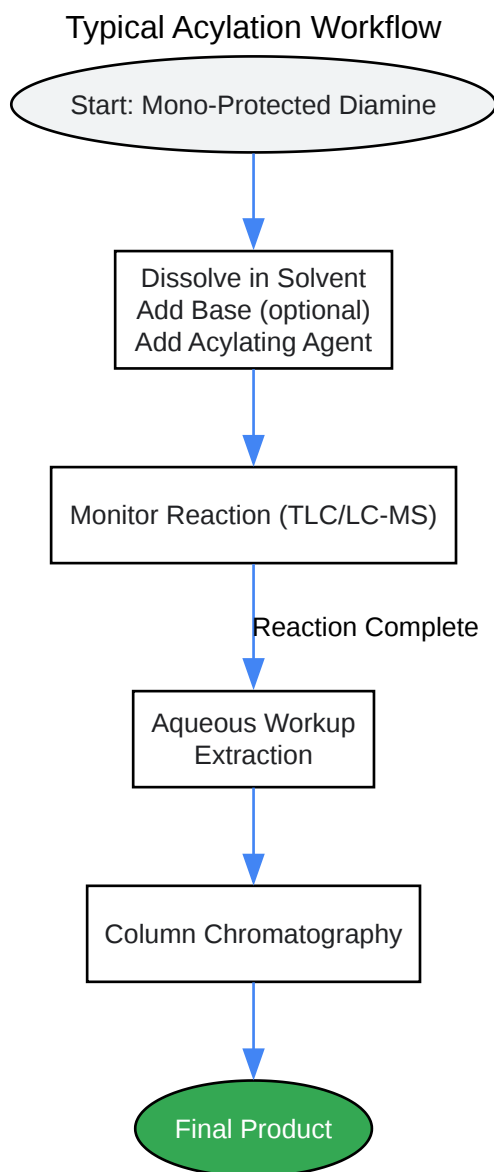 Typical Acylation Workflow
Start: Mono-Protected Diamine
Dissolve in Solvent
Add Base (optional)
Add Acylating Agent
Monitor Reaction (TLC/LC-MS)
Reaction Complete
Aqueous Workup
Extraction
Column Chromatography
Final Product